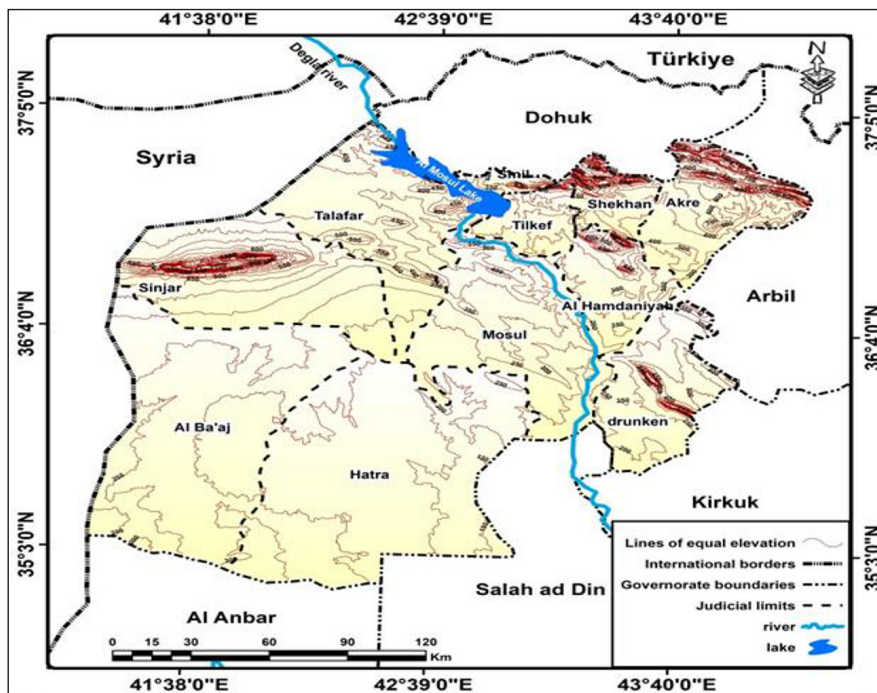 41°38'0"E
42°39'0"E
43°40'0"E
N
Türkiye
Degla river
37°5'0"N
37°5'0"N
Dohuk
Syria
Al Mosul Lake
Simil
Shekhan
Akre
Talafar
Tilkef
Sinjar
Arbil
Al Hamdaniyah
36°4'0"N
36°4'0"N
Mosul
Al Ba'aj
drunken
Hatra
Kirkuk
35°3'0"N
35°3'0"N
Lines of equal elevation
International borders
Governorate boundaries
Judicial limits
river
lake
Salah ad Din
Al Anbar
0 15 30 60 90 120
Km
41°38'0"E
42°39'0"E
43°40'0"E